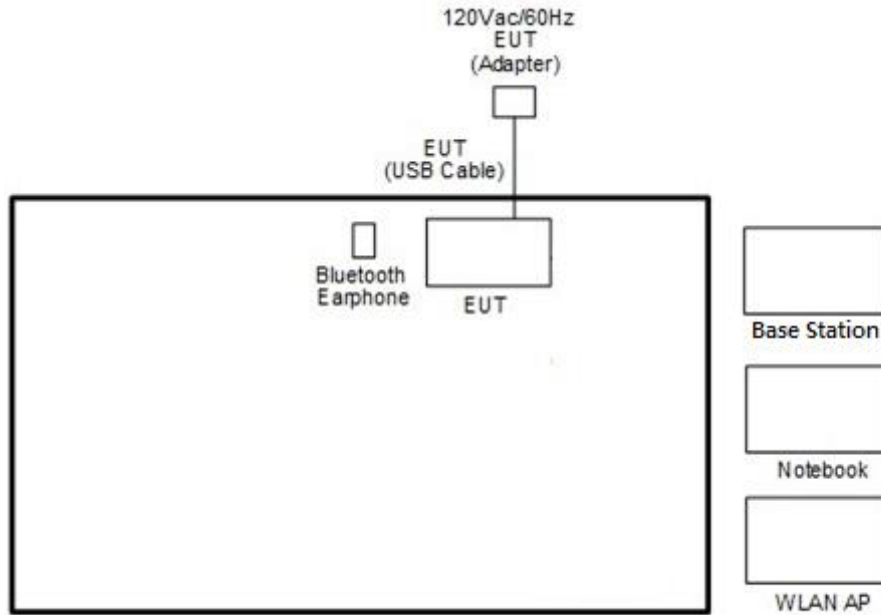 120Vac/60Hz
EUT
(Adapter)
EUT
(USB Cable)
Bluetooth
Earphone
EUT
Base Station
Notebook
WLAN AP